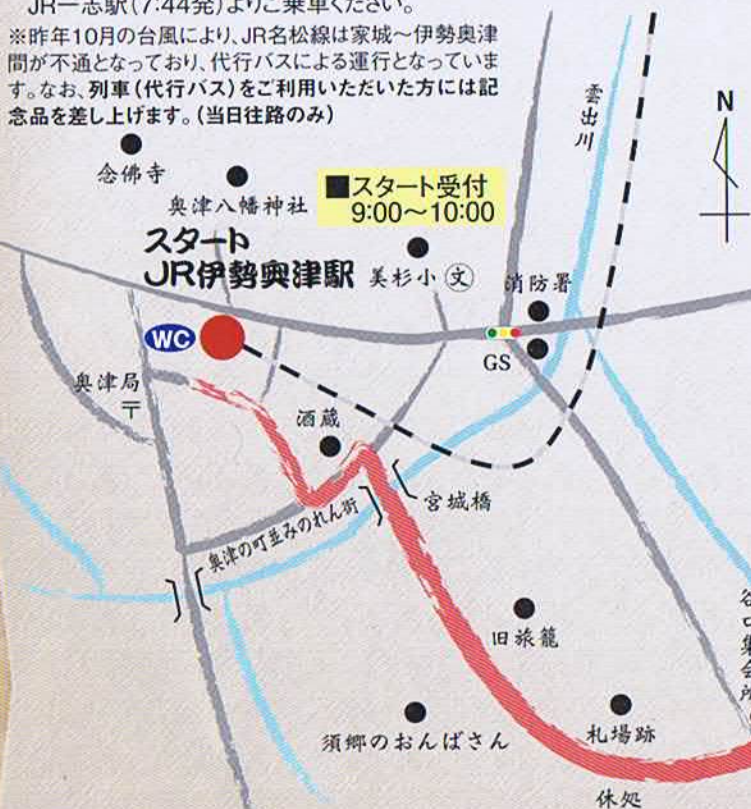 JR一志駅(7:44発)よりご乗車ください。
※昨年10月の台風により、JR名松線は家城～伊勢奥津
間が不通となっており、代行バスによる運行となっていま
す。なお、列車(代行バス)をご利用いただいた方には記
念品を差し上げます。(当日往路のみ)
念佛寺
奥津八幡神社
■スタート受付
9:00～10:00
雲出川
N
スタート
JR伊勢奥津駅
美杉小 文
消防署
WC
GS
奥津局
〒
酒蔵
宮城橋
奥津の町並みのれん街
旧旅籠
谷口集会所
須郷のおんばさん
札場跡
休処